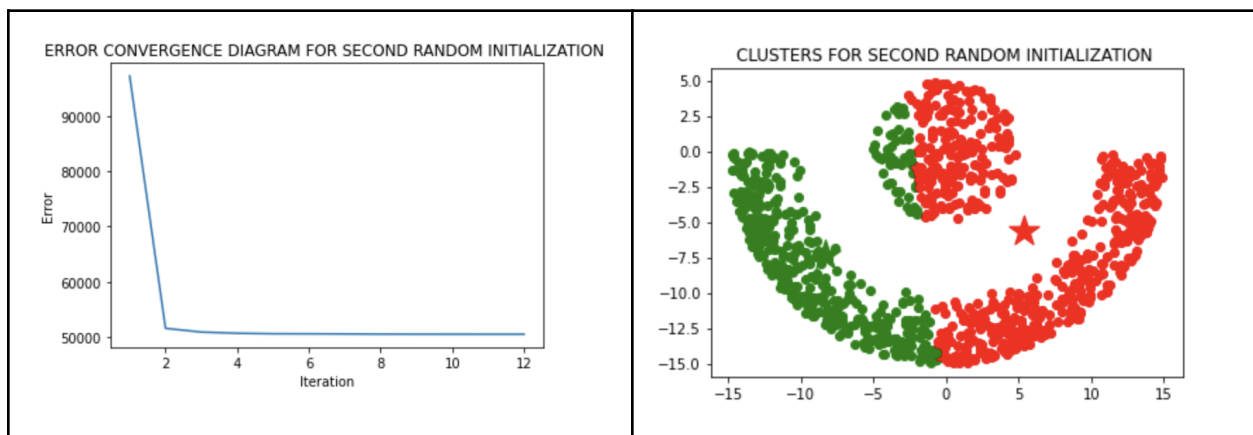 ERROR CONVERGENCE DIAGRAM FOR SECOND RANDOM INITIALIZATION
90000
80000
70000
60000
50000
Error
2 4 6 8 10 12
Iteration
CLUSTERS FOR SECOND RANDOM INITIALIZATION
5.0
2.5
0.0
−2.5
−5.0
−7.5
−10.0
−12.5
−15.0
−15 −10 −5 0 5 10 15